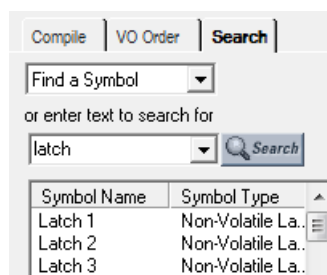 Compile VO Order Search
Find a Symbol
or enter text to search for
latch Search
Symbol Name Symbol Type
Latch 1 Non-Volatile La..
Latch 2 Non-Volatile La..
Latch 3 Non-Volatile La..